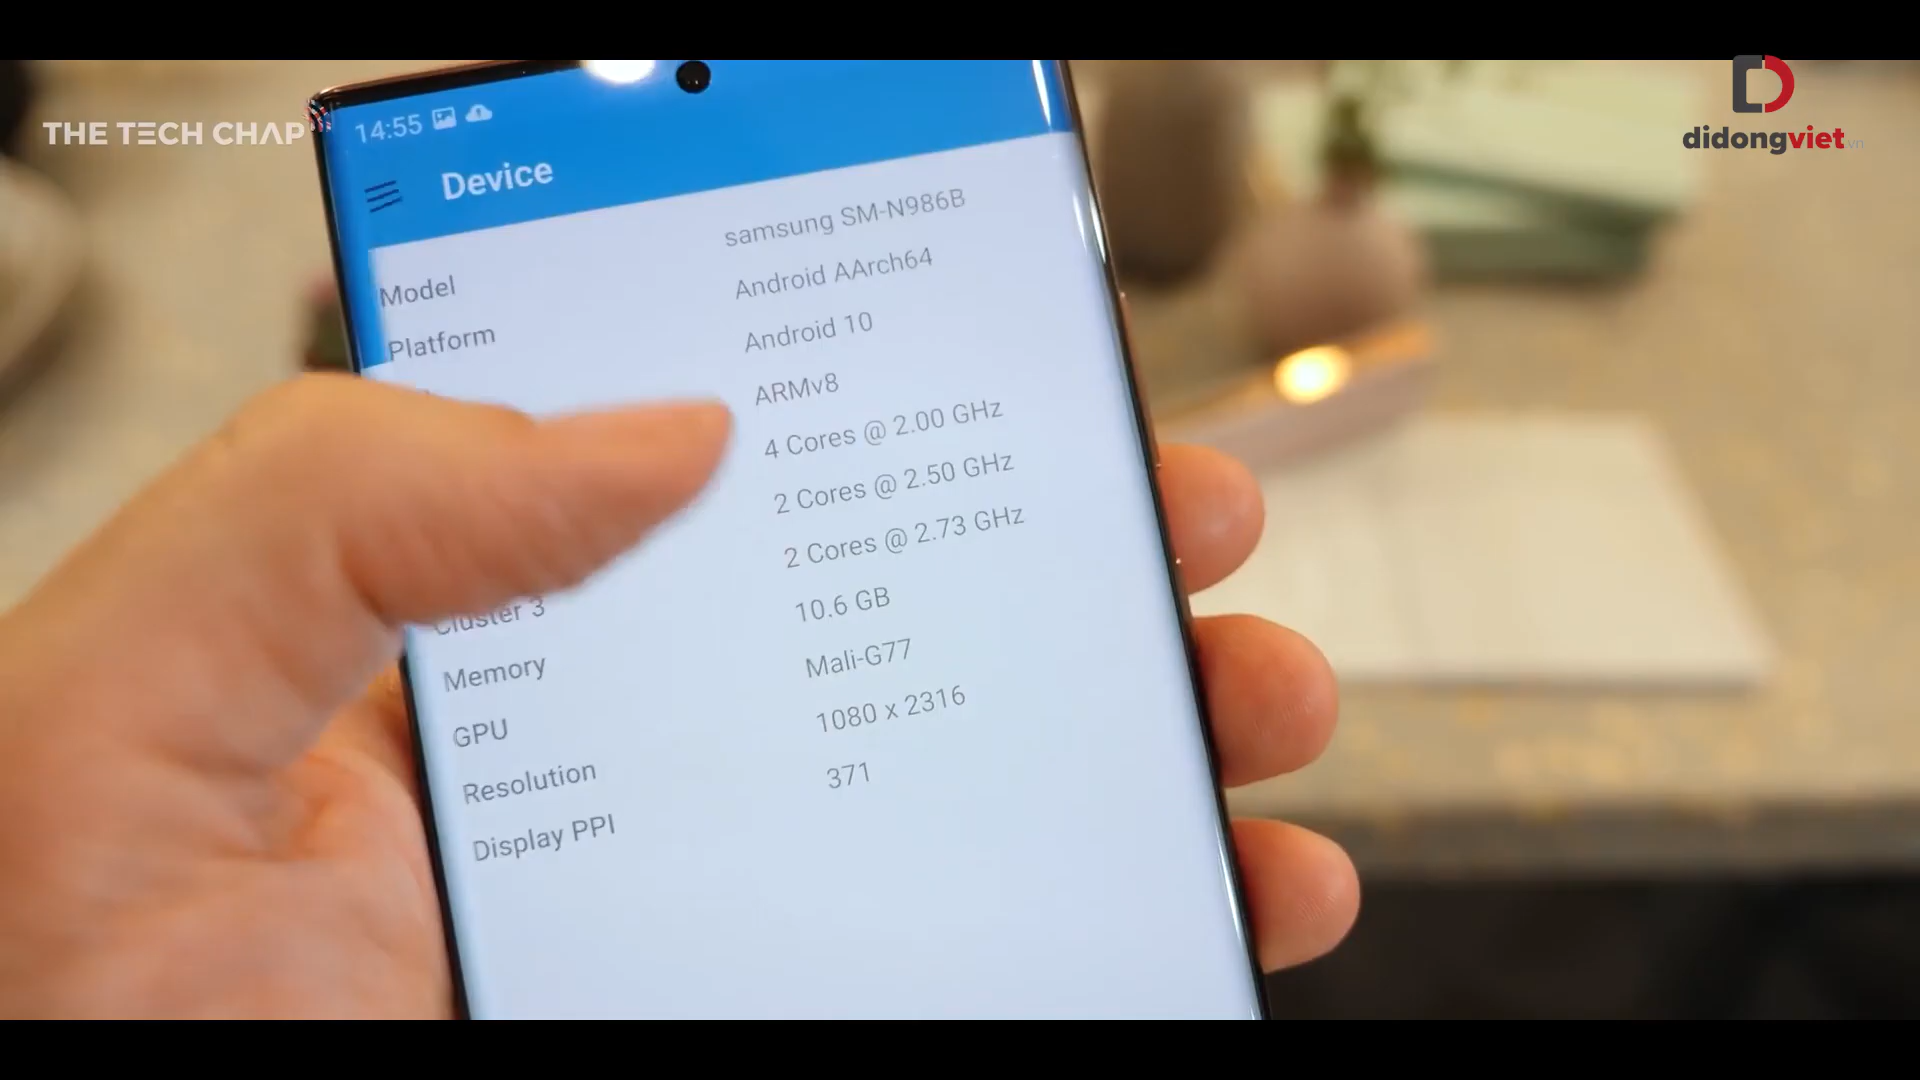 THE TECH CHAP
didongviet.vn
14:55
Device
Model
samsung SM-N986B
Platform
Android AArch64
Android 10
ARMv8
4 Cores @ 2.00 GHz
2 Cores @ 2.50 GHz
Cluster 3
2 Cores @ 2.73 GHz
Memory
10.6 GB
GPU
Mali-G77
Resolution
1080 x 2316
Display PPI
371